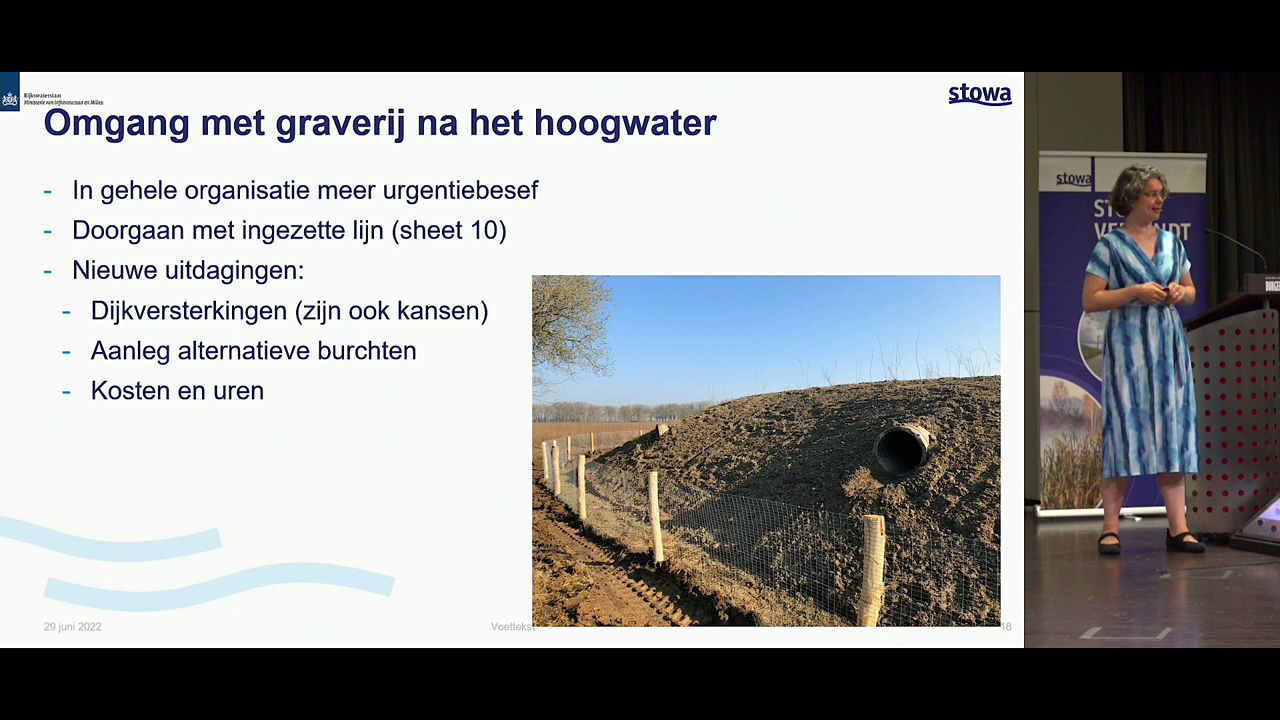 Rijkswaterstaat
Ministerie van Infrastructuur en Milieu
stowa
Omgang met graverij na het hoogwater
- In gehele organisatie meer urgentiebesef
- Doorgaan met ingezette lijn (sheet 10)
- Nieuwe uitdagingen:
- Dijkversterkingen (zijn ook kansen)
- Aanleg alternatieve burchten
- Kosten en uren
29 juni 2022
Voettekst
18
stowa